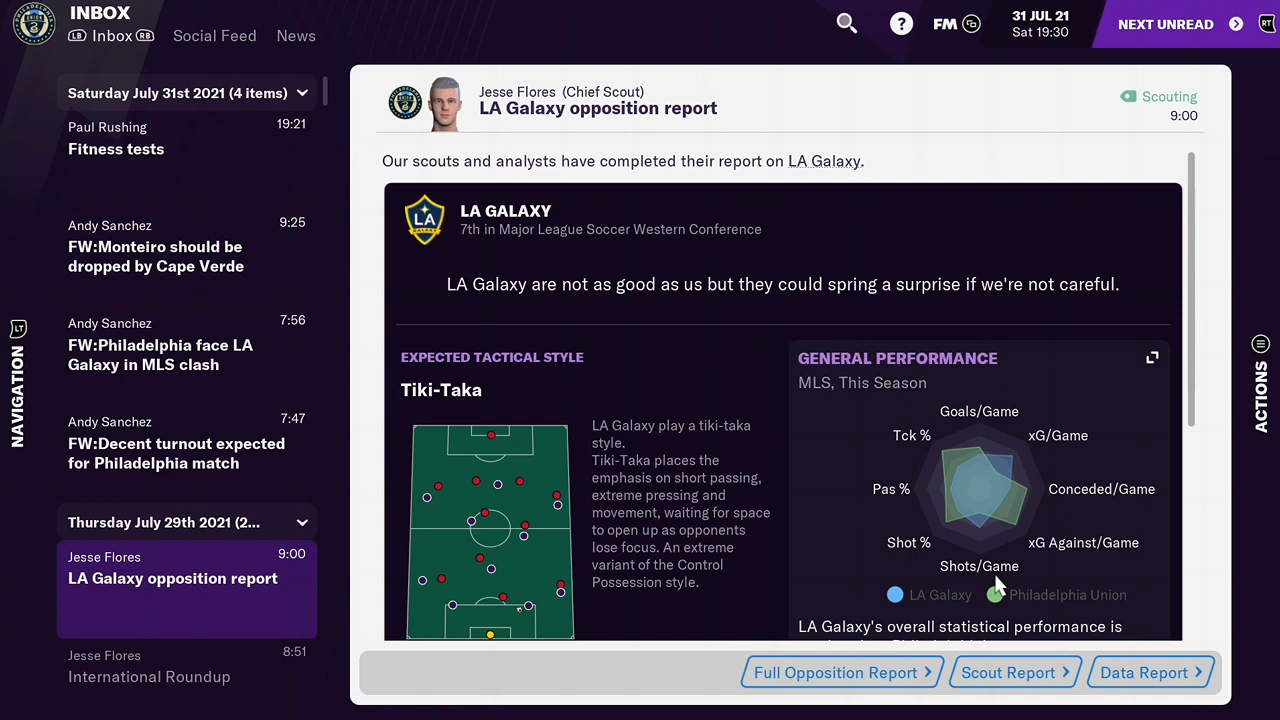 INBOX
LB Inbox RB
Social Feed
News
?
FM
31 JUL 21
Sat 19:30
NEXT UNREAD
RT
Saturday July 31st 2021 (4 items)
Paul Rushing
19:21
Fitness tests
Andy Sanchez
9:25
FW:Monteiro should be
dropped by Cape Verde
Andy Sanchez
7:56
FW:Philadelphia face LA
Galaxy in MLS clash
Andy Sanchez
7:47
FW:Decent turnout expected
for Philadelphia match
Thursday July 29th 2021 (2...
Jesse Flores
9:00
LA Galaxy opposition report
Jesse Flores
8:51
International Roundup
NAVIGATION
LT
Jesse Flores (Chief Scout)
LA Galaxy opposition report
Scouting
9:00
Our scouts and analysts have completed their report on LA Galaxy.
LA
GALAXY
LA GALAXY
7th in Major League Soccer Western Conference
LA Galaxy are not as good as us but they could spring a surprise if we're not careful.
EXPECTED TACTICAL STYLE
Tiki-Taka
LA Galaxy play a tiki-taka
style.
Tiki-Taka places the
emphasis on short passing,
extreme pressing and
movement, waiting for space
to open up as opponents
lose focus. An extreme
variant of the Control
Possession style.
GENERAL PERFORMANCE
MLS, This Season
Goals/Game
Tck %
xG/Game
Pas %
Conceded/Game
Shot %
xG Against/Game
Shots/Game
LA Galaxy
Philadelphia Union
LA Galaxy's overall statistical performance is
Full Opposition Report
Scout Report
Data Report
ACTIONS